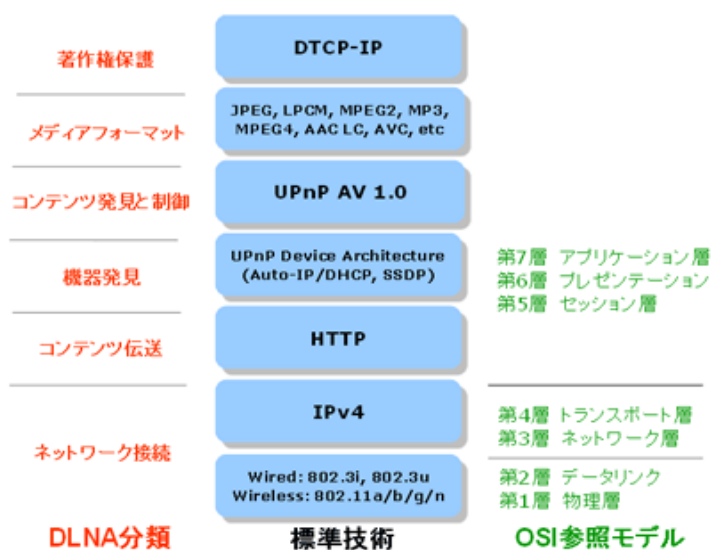 著作権保護
DTCP-IP
メディアフォーマット
JPEG, LPCM, MPEG2, MP3,
MPEG4, AAC LC, AVC, etc
コンテンツ発見と制御
UPnP AV 1.0
機器発見
UPnP Device Architecture
(Auto-IP/DHCP, SSDP)
第7層 アプリケーション層
第6層 プレゼンテーション
第5層 セッション層
コンテンツ伝送
HTTP
ネットワーク接続
IPv4
第4層 トランスポート層
第3層 ネットワーク層
Wired: 802.3i, 802.3u
Wireless: 802.11a/b/g/n
第2層 データリンク
第1層 物理層
DLNA分類
標準技術
OSI参照モデル